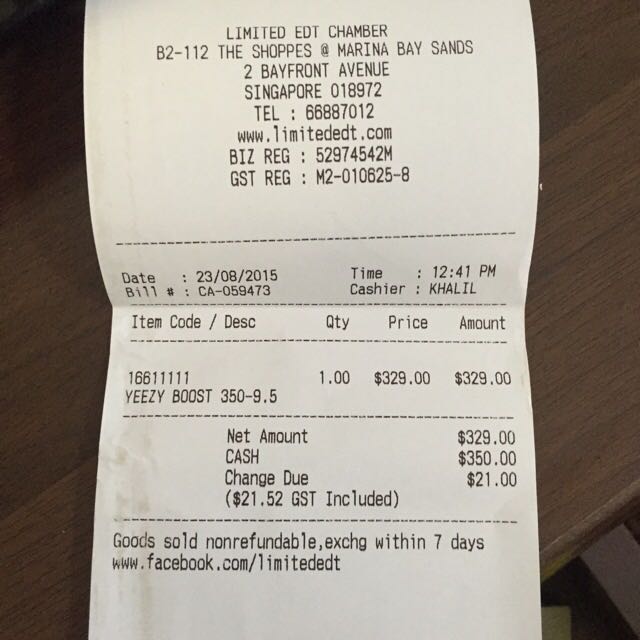 LIMITED EDT CHAMBER
B2-112 THE SHOPPES @ MARINA BAY SANDS
2 BAYFRONT AVENUE
SINGAPORE 018972
TEL : 66887012
www.limitededt.com
BIZ REG : 52974542M
GST REG : M2-010625-8
Date : 23/08/2015 Time : 12:41 PM
Bill # : CA-059473 Cashier : KHALIL
Item Code / Desc Qty Price Amount
16611111 1.00 $329.00 $329.00
YEEZY BOOST 350-9.5
Net Amount $329.00
CASH $350.00
Change Due $21.00
($21.52 GST Included)
Goods sold nonrefundable,exchg within 7 days
www.facebook.com/limitededt